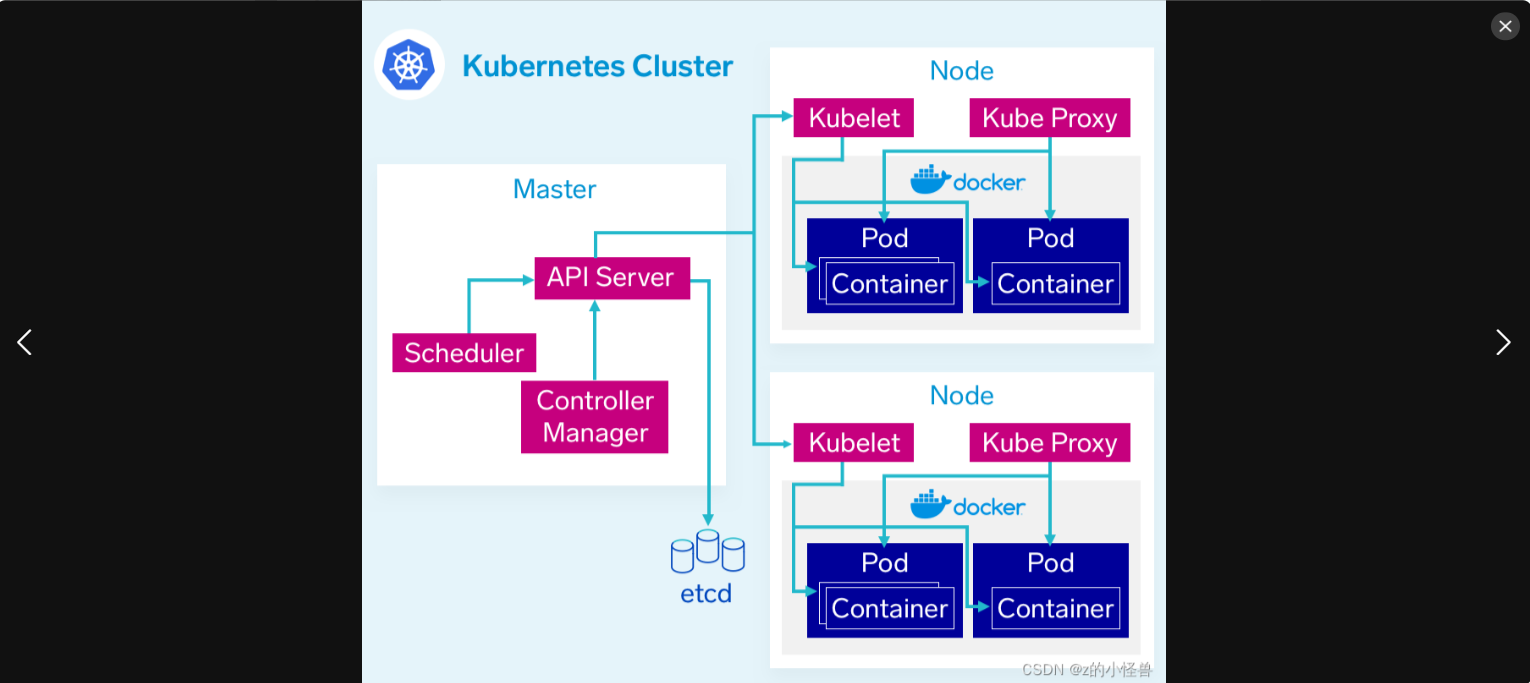 Kubernetes Cluster
Master
API Server
Scheduler
Controller
Manager
etcd
Node
Kubelet
Kube Proxy
docker
Pod
Container
Pod
Container
Node
Kubelet
Kube Proxy
docker
Pod
Container
Pod
Container
CSDN @z的小怪兽